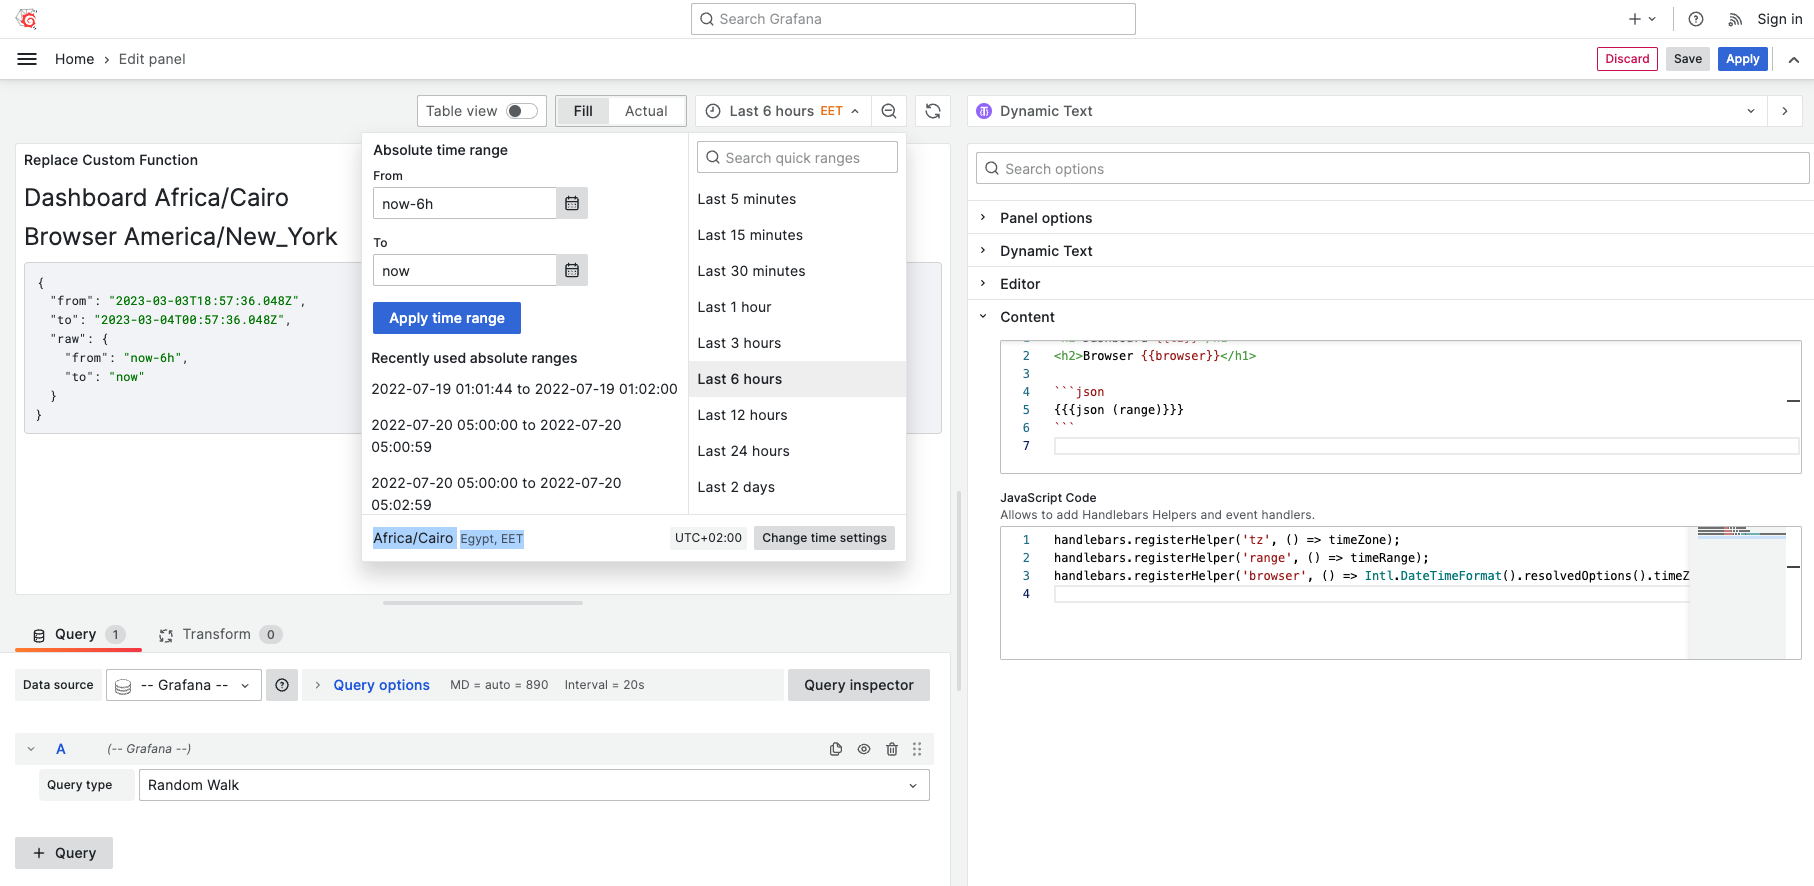 Search Grafana
Sign in
Home › Edit panel
Discard
Save
Apply
Table view
Fill
Actual
Last 6 hours EET
Dynamic Text
Replace Custom Function
Dashboard Africa/Cairo
Browser America/New_York
{
"from": "2023-03-03T18:57:36.048Z",
"to": "2023-03-04T00:57:36.048Z",
"raw": {
"from": "now-6h",
"to": "now"
}
}
Absolute time range
From
now-6h
To
now
Apply time range
Recently used absolute ranges
2022-07-19 01:01:44 to 2022-07-19 01:02:00
2022-07-20 05:00:00 to 2022-07-20
05:00:59
2022-07-20 05:00:00 to 2022-07-20
05:02:59
Search quick ranges
Last 5 minutes
Last 15 minutes
Last 30 minutes
Last 1 hour
Last 3 hours
Last 6 hours
Last 12 hours
Last 24 hours
Last 2 days
Africa/Cairo Egypt, EET
UTC+02:00
Change time settings
Query 1
Transform 0
Data source
-- Grafana --
Query options
MD = auto = 890
Interval = 20s
Query inspector
A
(-- Grafana --)
Query type
Random Walk
+ Query
Search options
Panel options
Dynamic Text
Editor
Content
2 <h2>Browser {{browser}}</h1>
3
4 ```json
5 {{{json (range)}}}
6 ```
7
JavaScript Code
Allows to add Handlebars Helpers and event handlers.
1 handlebars.registerHelper('tz', () => timeZone);
2 handlebars.registerHelper('range', () => timeRange);
3 handlebars.registerHelper('browser', () => Intl.DateTimeFormat().resolvedOptions().timeZ
4